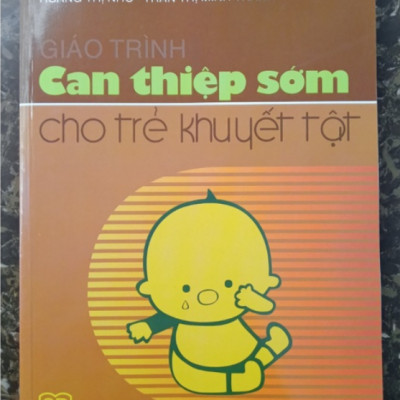 GIÁO TRÌNH
Can thiệp sớm
cho trẻ khuyết tật